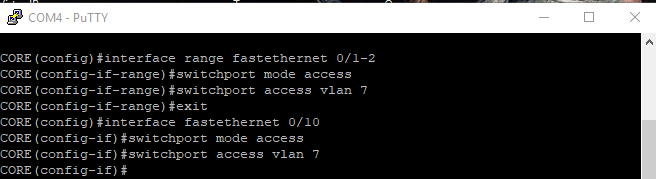 COM4 - PuTTY
CORE(config)#interface range fastethernet 0/1-2
CORE(config-if-range)#switchport mode access
CORE(config-if-range)#switchport access vlan 7
CORE(config-if-range)#exit
CORE(config)#interface fastethernet 0/10
CORE(config-if)#switchport mode access
CORE(config-if)#switchport access vlan 7
CORE(config-if)#